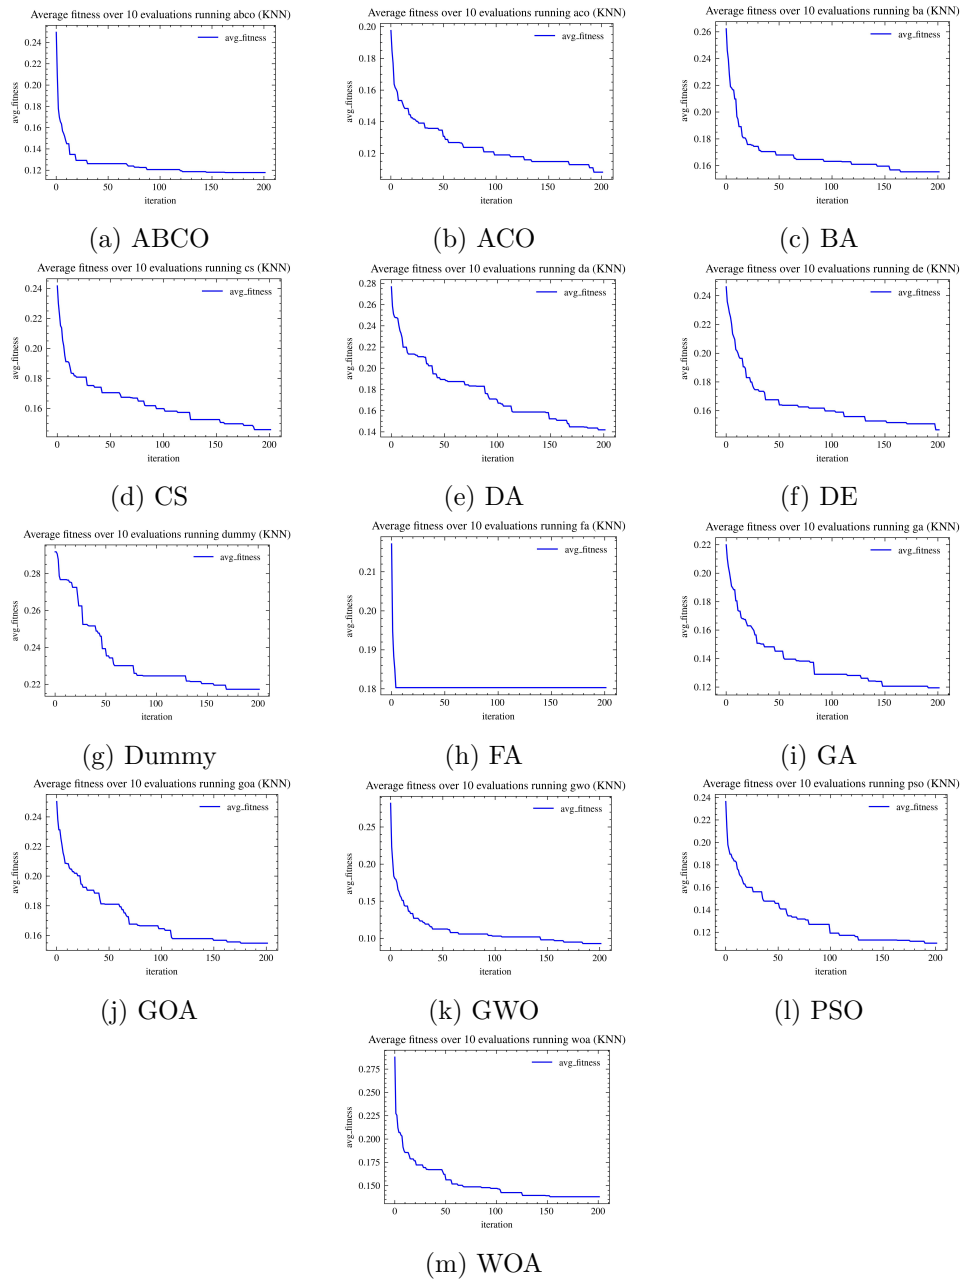 Average fitness over 10 evaluations running abco (KNN)
avg_fitness
0.24
0.22
0.20
0.18
0.16
0.14
0.12
avg_fitness
0
50
100
150
200
iteration
(a) ABCO
Average fitness over 10 evaluations running aco (KNN)
avg_fitness
0.20
0.18
0.16
0.14
0.12
avg_fitness
0
50
100
150
200
iteration
(b) ACO
Average fitness over 10 evaluations running ba (KNN)
avg_fitness
0.26
0.24
0.22
0.20
0.18
0.16
avg_fitness
0
50
100
150
200
iteration
(c) BA
Average fitness over 10 evaluations running cs (KNN)
avg_fitness
0.24
0.22
0.20
0.18
0.16
avg_fitness
0
50
100
150
200
iteration
(d) CS
Average fitness over 10 evaluations running da (KNN)
avg_fitness
0.28
0.26
0.24
0.22
0.20
0.18
0.16
0.14
avg_fitness
0
50
100
150
200
iteration
(e) DA
Average fitness over 10 evaluations running de (KNN)
avg_fitness
0.24
0.22
0.20
0.18
0.16
avg_fitness
0
50
100
150
200
iteration
(f) DE
Average fitness over 10 evaluations running dummy (KNN)
avg_fitness
0.28
0.26
0.24
0.22
avg_fitness
0
50
100
150
200
iteration
(g) Dummy
Average fitness over 10 evaluations running fa (KNN)
avg_fitness
0.21
0.20
0.19
0.18
avg_fitness
0
50
100
150
200
iteration
(h) FA
Average fitness over 10 evaluations running ga (KNN)
avg_fitness
0.22
0.20
0.18
0.16
0.14
0.12
avg_fitness
0
50
100
150
200
iteration
(i) GA
Average fitness over 10 evaluations running goa (KNN)
avg_fitness
0.24
0.22
0.20
0.18
0.16
avg_fitness
0
50
100
150
200
iteration
(j) GOA
Average fitness over 10 evaluations running gwo (KNN)
avg_fitness
0.25
0.20
0.15
0.10
avg_fitness
0
50
100
150
200
iteration
(k) GWO
Average fitness over 10 evaluations running pso (KNN)
avg_fitness
0.24
0.22
0.20
0.18
0.16
0.14
0.12
avg_fitness
0
50
100
150
200
iteration
(l) PSO
Average fitness over 10 evaluations running woa (KNN)
avg_fitness
0.275
0.250
0.225
0.200
0.175
0.150
avg_fitness
0
50
100
150
200
iteration
(m) WOA